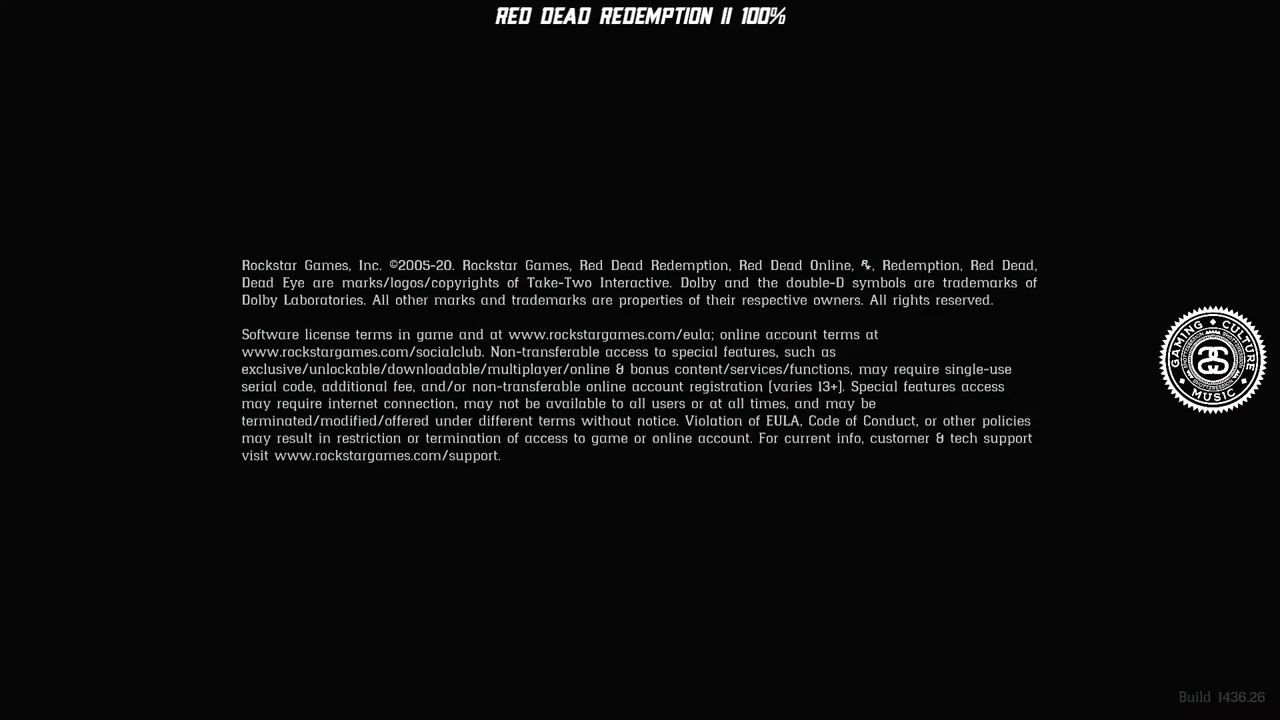 RED DEAD REDEMPTION II 100%
Rockstar Games, Inc. ©2005-20. Rockstar Games, Red Dead Redemption, Red Dead Online, R★, Redemption, Red Dead,
Dead Eye are marks/logos/copyrights of Take-Two Interactive. Dolby and the double-D symbols are trademarks of
Dolby Laboratories. All other marks and trademarks are properties of their respective owners. All rights reserved.
Software license terms in game and at www.rockstargames.com/eula; online account terms at
www.rockstargames.com/socialclub. Non-transferable access to special features, such as
exclusive/unlockable/downloadable/multiplayer/online & bonus content/services/functions, may require single-use
serial code, additional fee, and/or non-transferable online account registration (varies 13+). Special features access
may require internet connection, may not be available to all users or at all times, and may be
terminated/modified/offered under different terms without notice. Violation of EULA, Code of Conduct, or other policies
may result in restriction or termination of access to game or online account. For current info, customer & tech support
visit www.rockstargames.com/support.
GAMING ◆ CULTURE ◆ MUSIC ◆
Build 1436.26